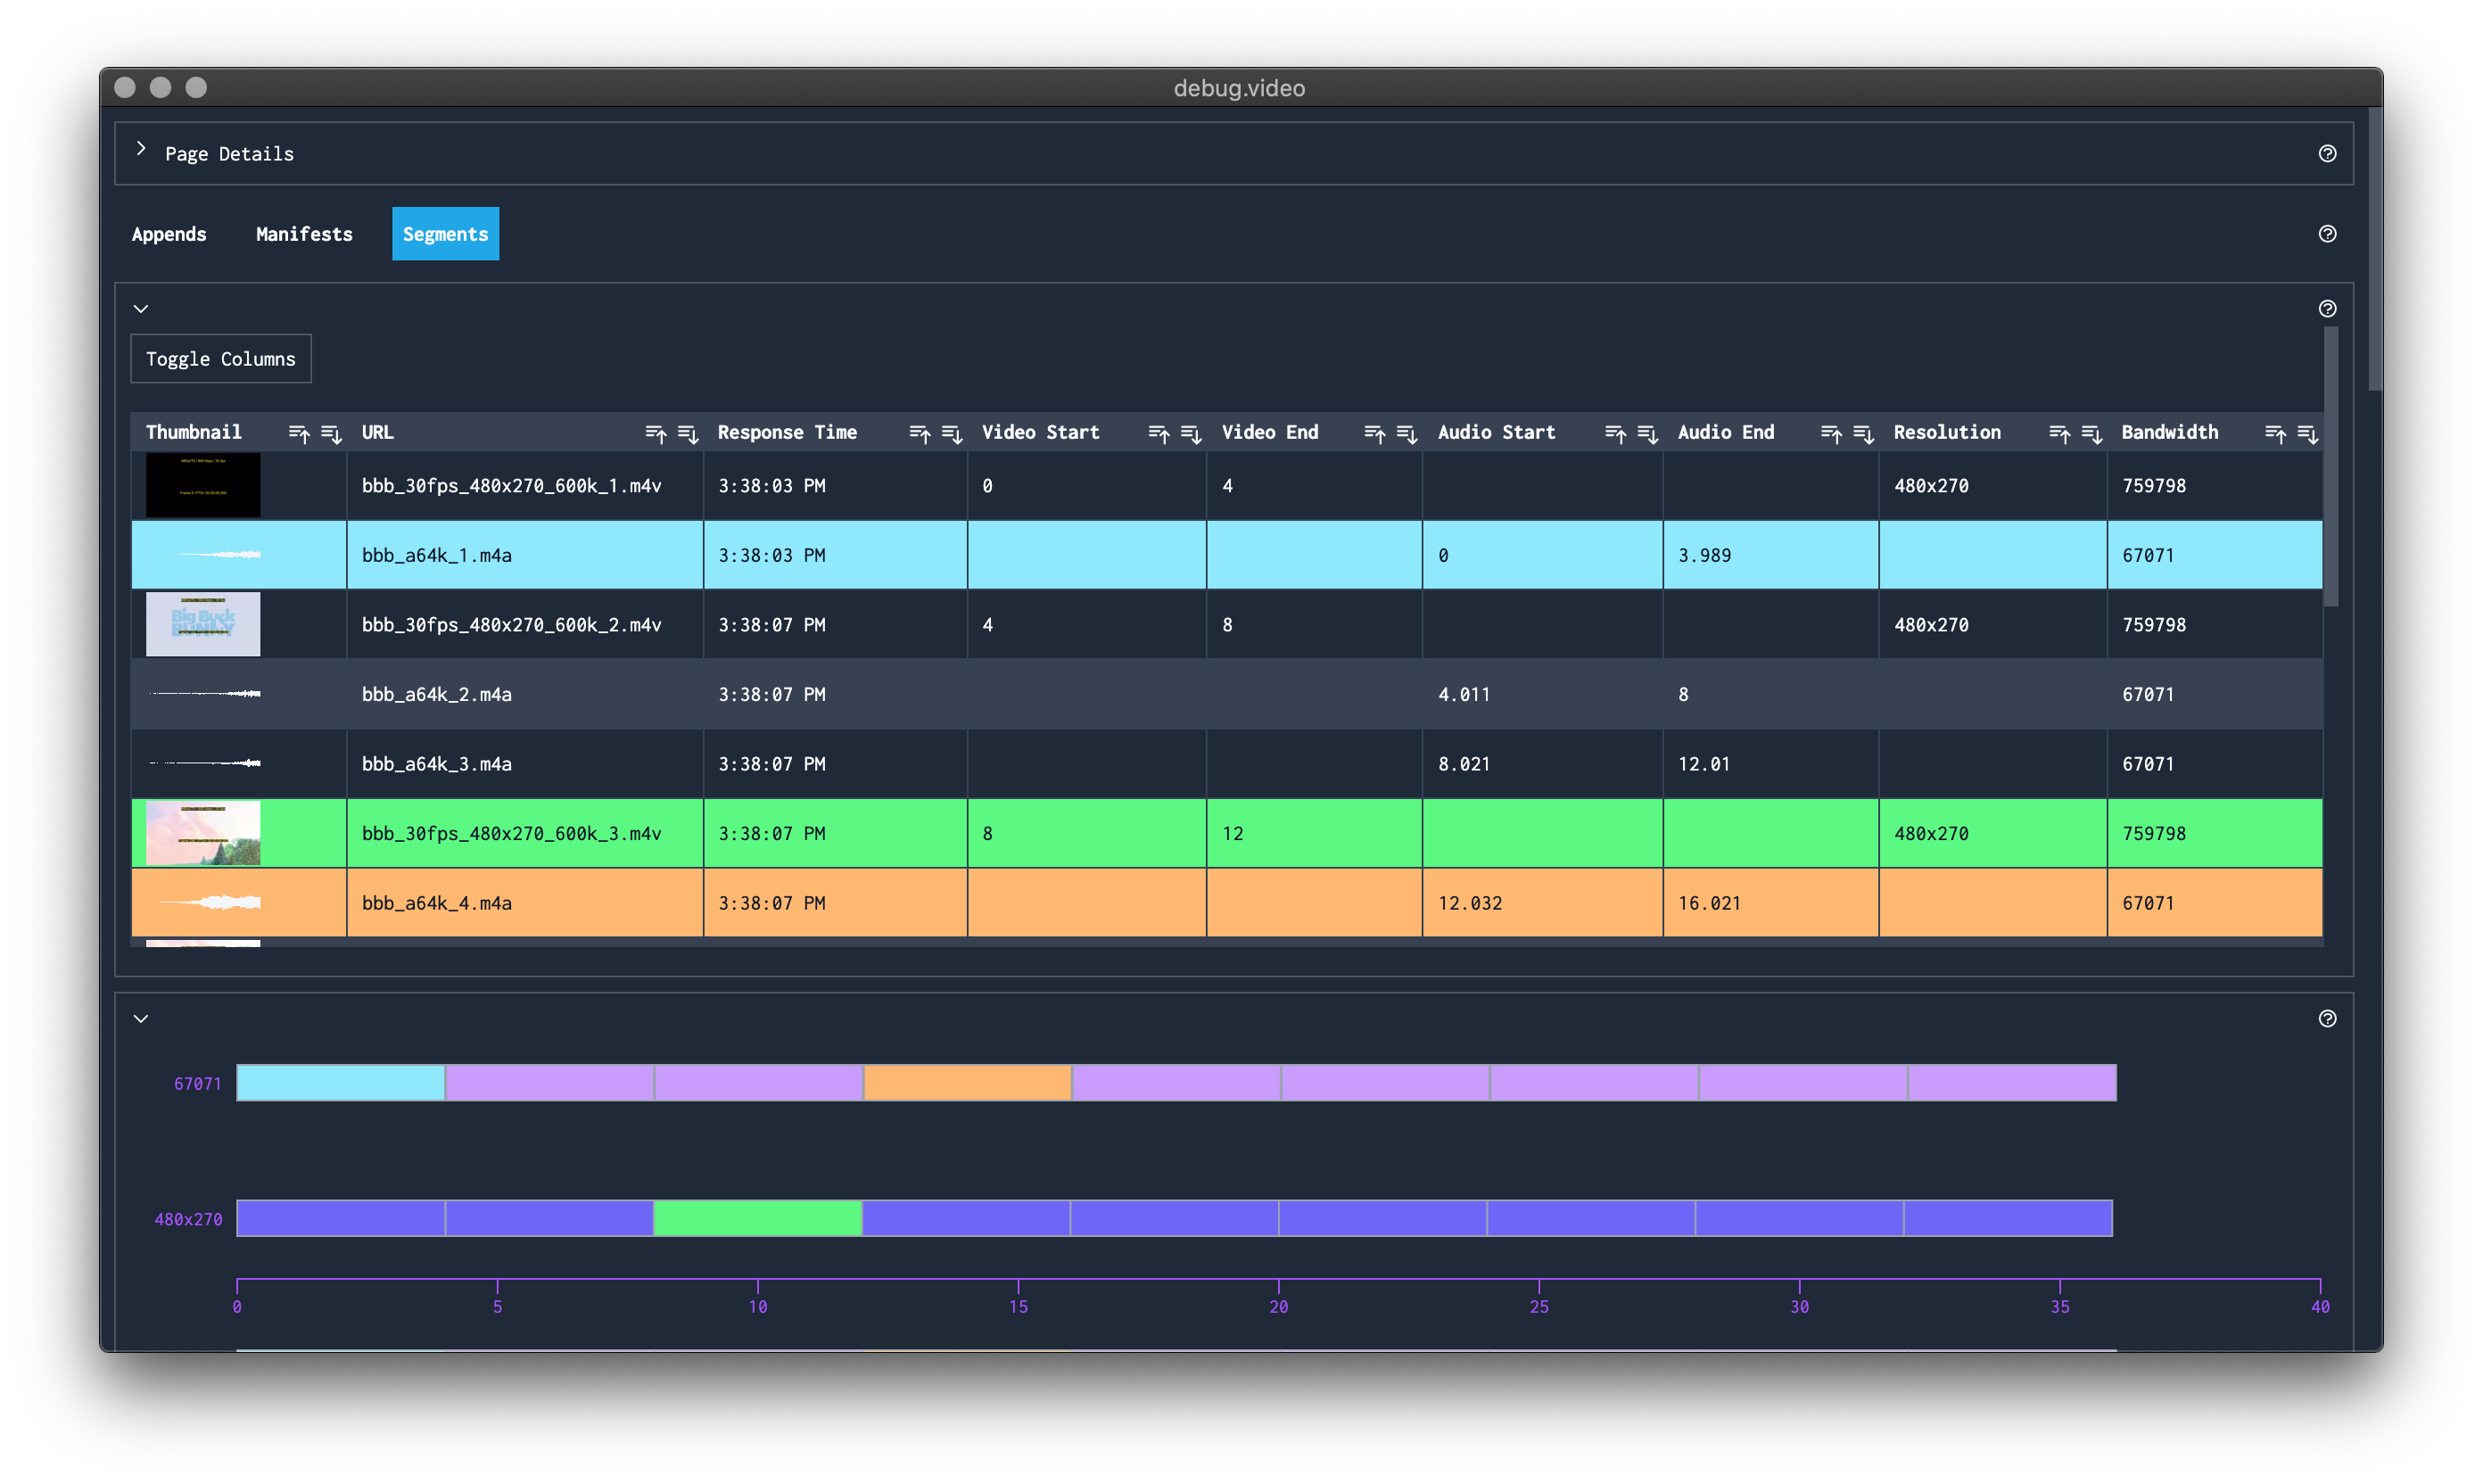 debug.video
Page Details
Appends Manifests Segments
Toggle Columns
Thumbnail URL Response Time Video Start Video End Audio Start Audio End Resolution Bandwidth
bbb_30fps_480x270_600k_1.m4v 3:38:03 PM 0 4 480x270 759798
bbb_a64k_1.m4a 3:38:03 PM 0 3.989 67071
Big Buck
BUNNY
bbb_30fps_480x270_600k_2.m4v 3:38:07 PM 4 8 480x270 759798
bbb_a64k_2.m4a 3:38:07 PM 4.011 8 67071
bbb_a64k_3.m4a 3:38:07 PM 8.021 12.01 67071
bbb_30fps_480x270_600k_3.m4v 3:38:07 PM 8 12 480x270 759798
bbb_a64k_4.m4a 3:38:07 PM 12.032 16.021 67071
67071
480x270
0 5 10 15 20 25 30 35 40